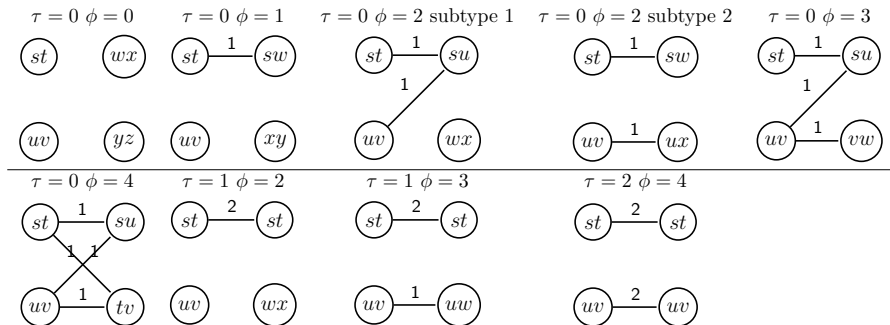 τ = 0 φ = 0
τ = 0 φ = 1
τ = 0 φ = 2 subtype 1
τ = 0 φ = 2 subtype 2
τ = 0 φ = 3
st wx
st 1 sw
st 1 su
st 1 sw
st 1 su
1
1
uv yz
uv xy
uv wx
uv 1 ux
uv 1 vw
τ = 0 φ = 4
τ = 1 φ = 2
τ = 1 φ = 3
τ = 2 φ = 4
st 1 su
st 2 st
st 2 st
st 2 st
1 1
uv 1 tv
uv wx
uv 1 uw
uv 2 uv